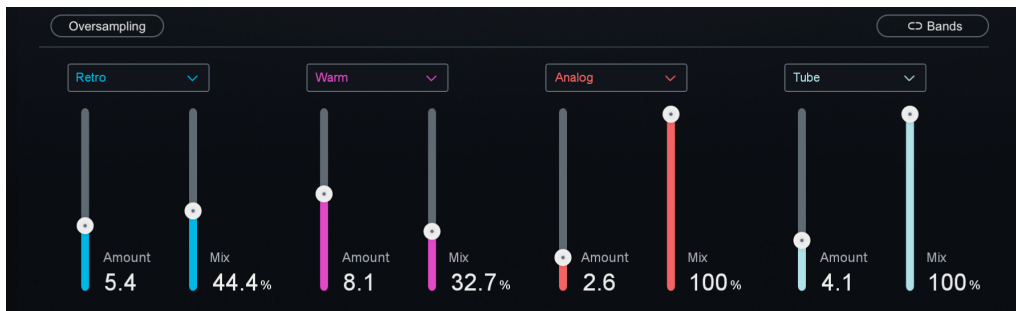 Oversampling Bands
Retro Warm Analog Tube
Amount Mix Amount Mix Amount Mix Amount Mix
5.4 44.4% 8.1 32.7% 2.6 100% 4.1 100%